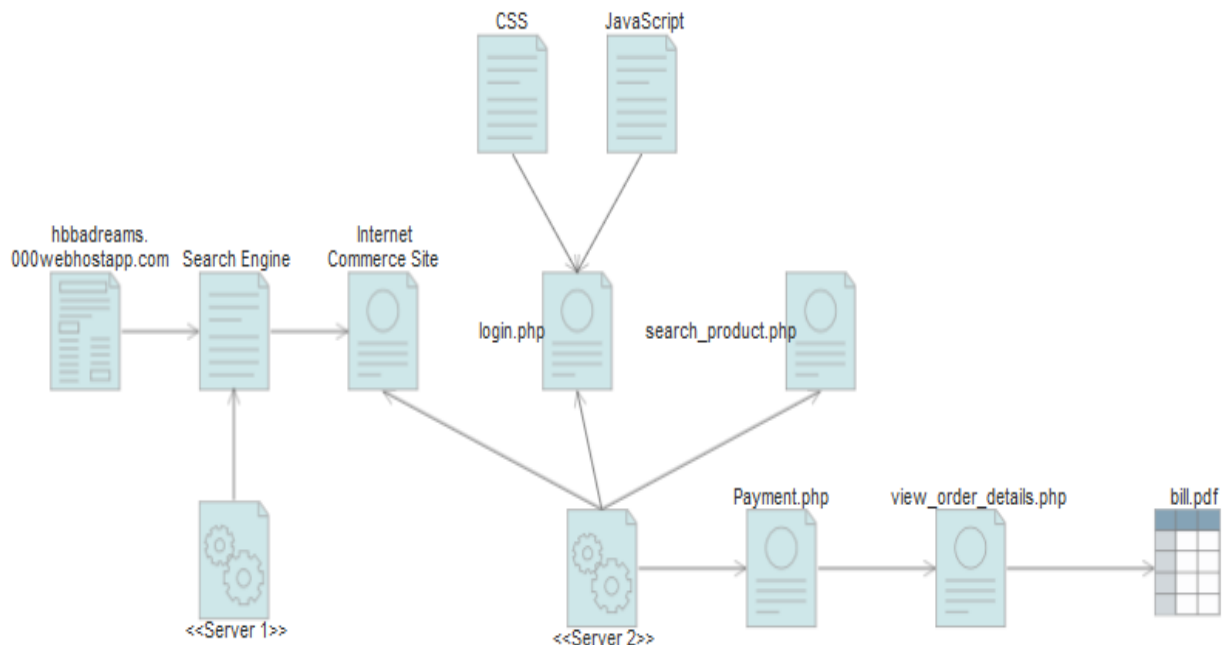 CSS
JavaScript
hbbadreams.
000webhostapp.com
Search Engine
Internet
Commerce Site
login.php
search_product.php
Payment.php
view_order_details.php
bill.pdf
<<Server 1>>
<<Server 2>>